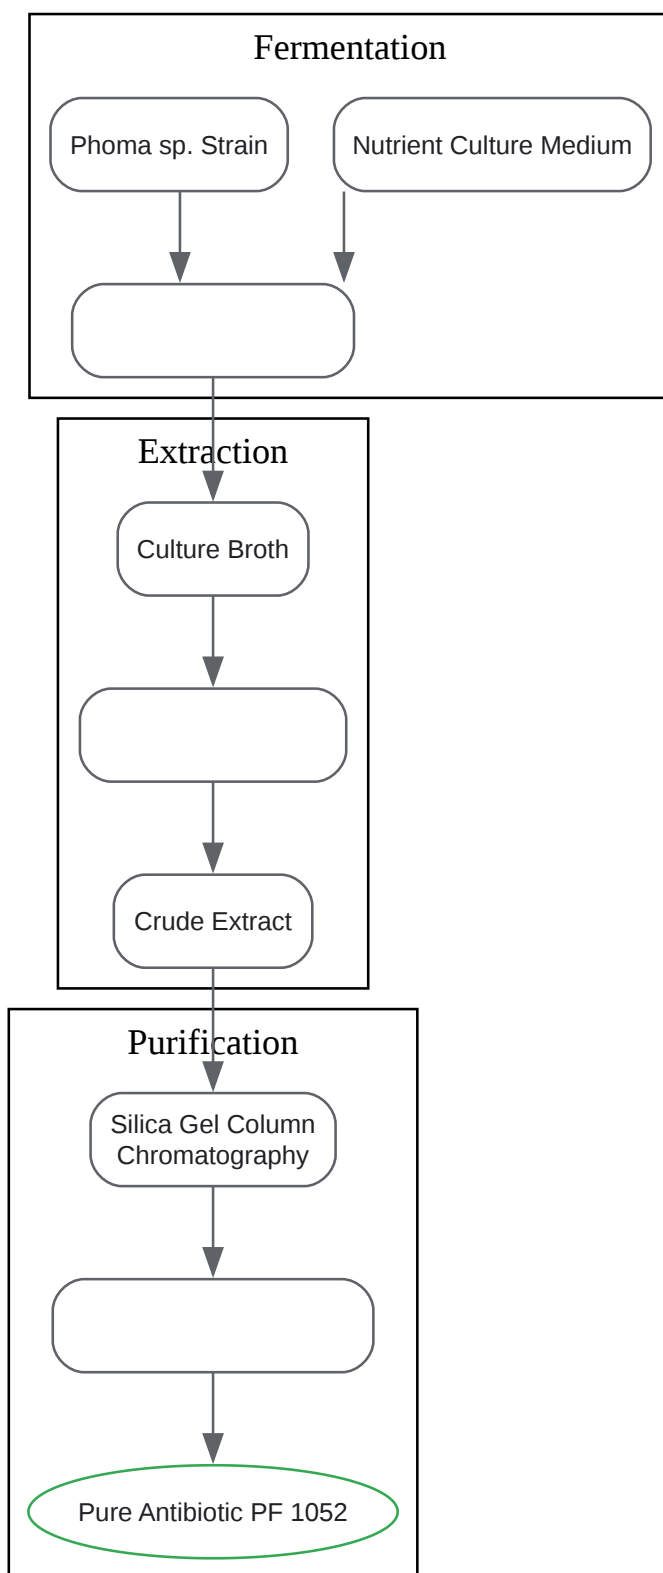 Fermentation
Phoma sp. Strain
Nutrient Culture Medium
Extraction
Culture Broth
Crude Extract
Purification
Silica Gel Column
Chromatography
Pure Antibiotic PF 1052